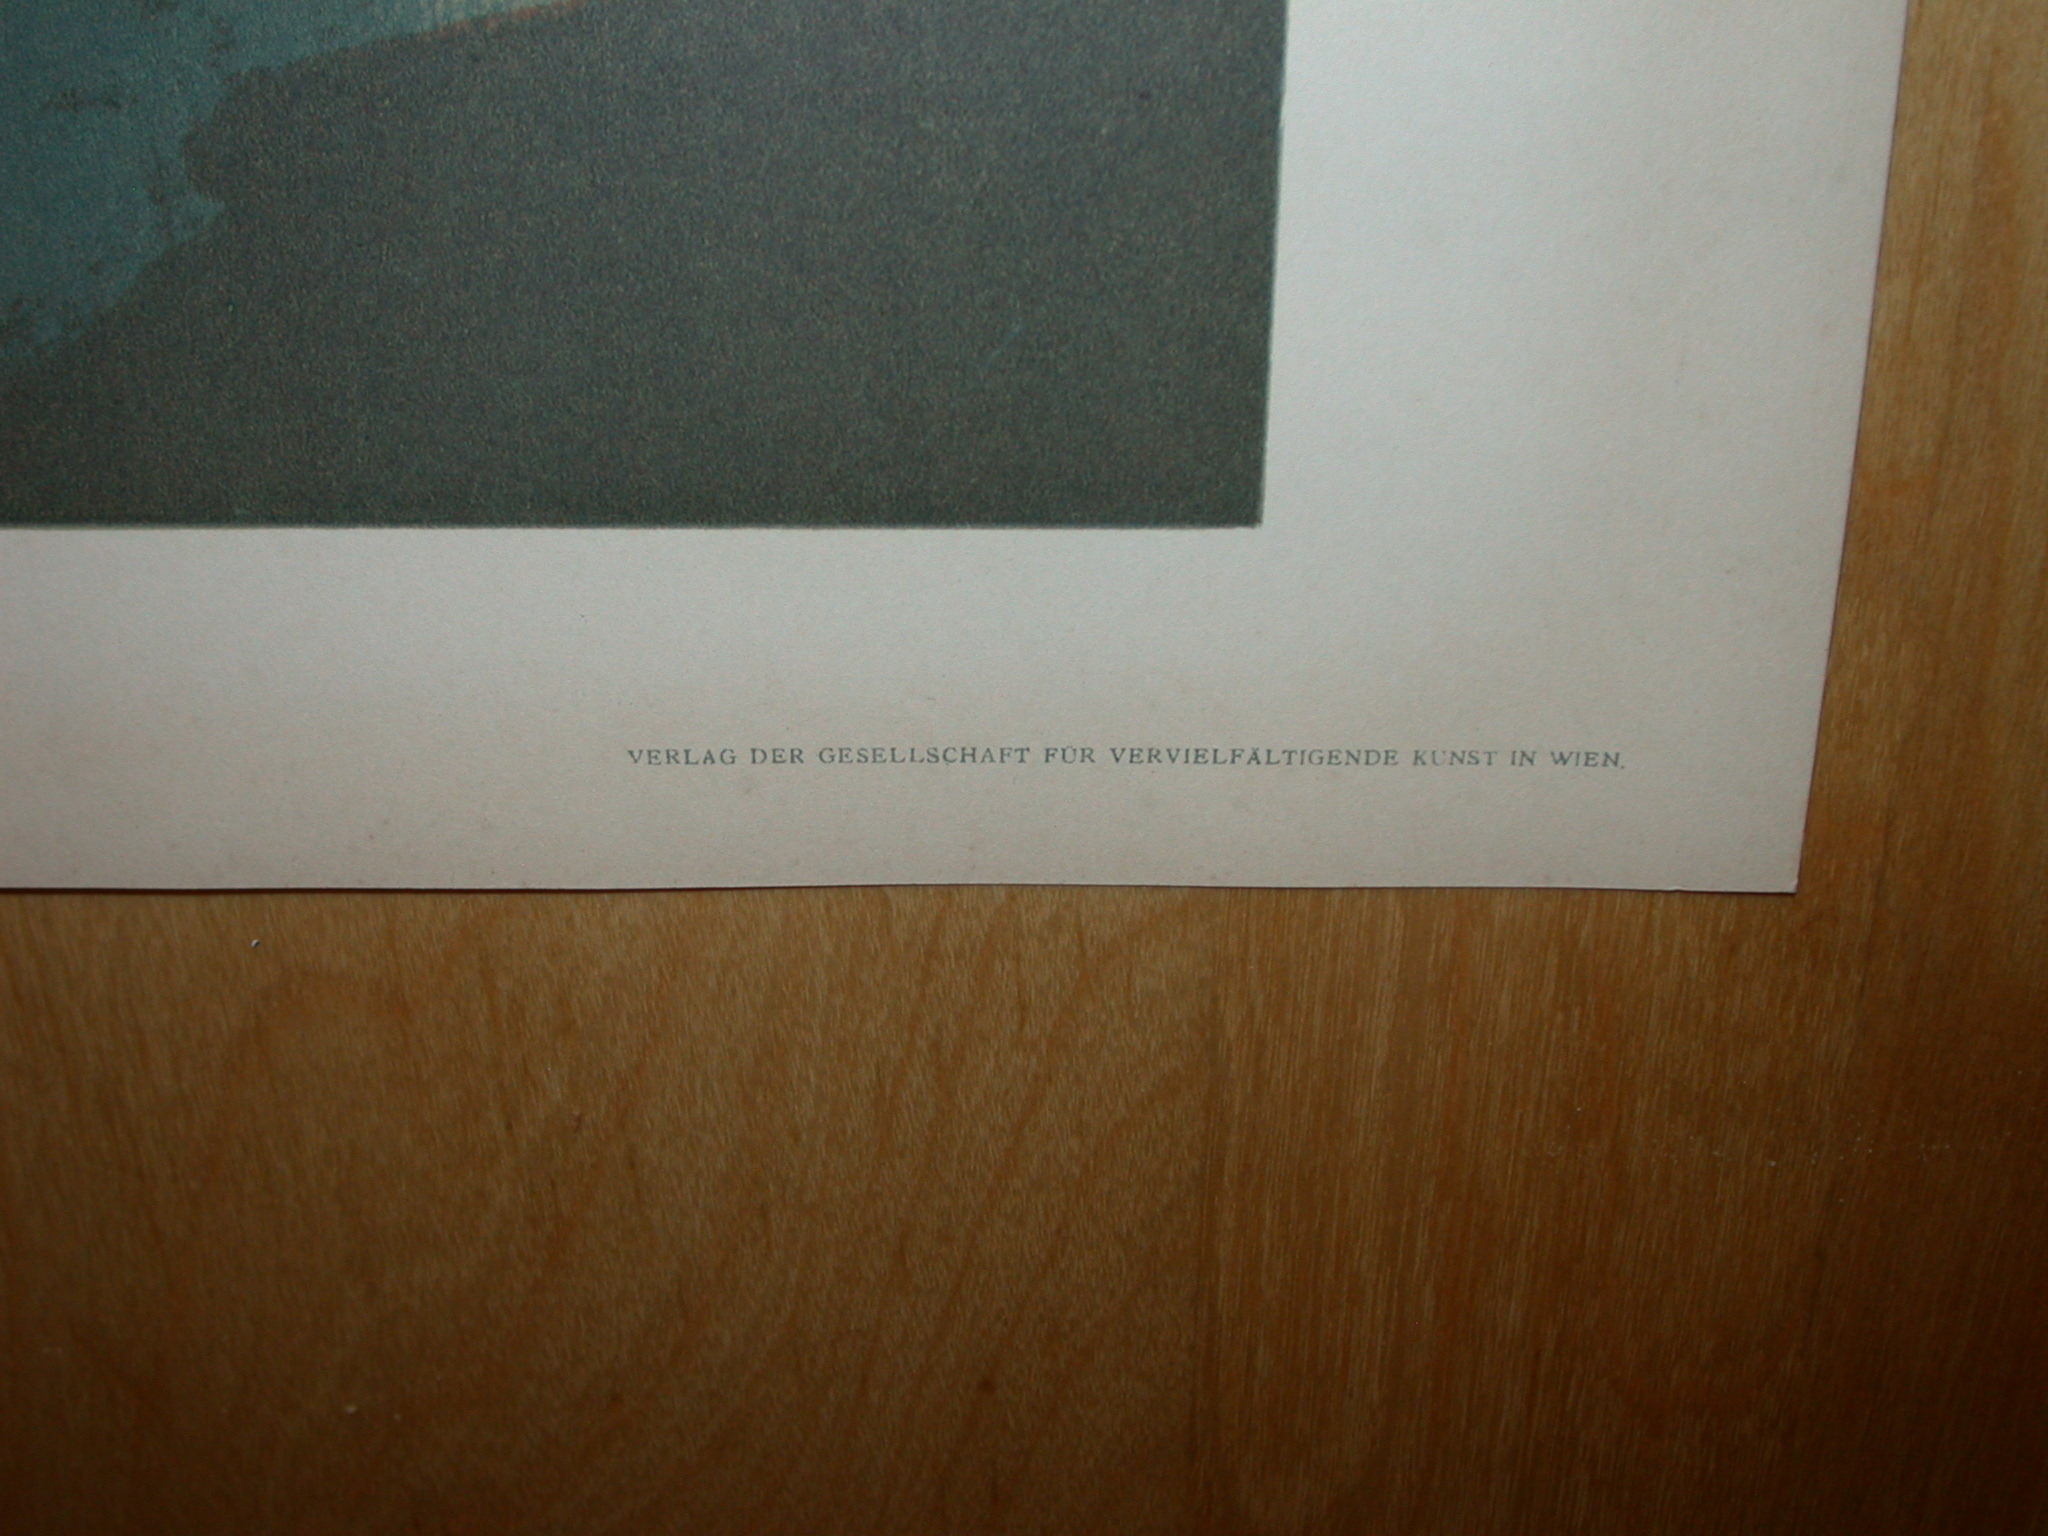 VERLAG DER GESELLSCHAFT FÜR VERVIELFÄLTIGENDE KUNST IN WIEN.